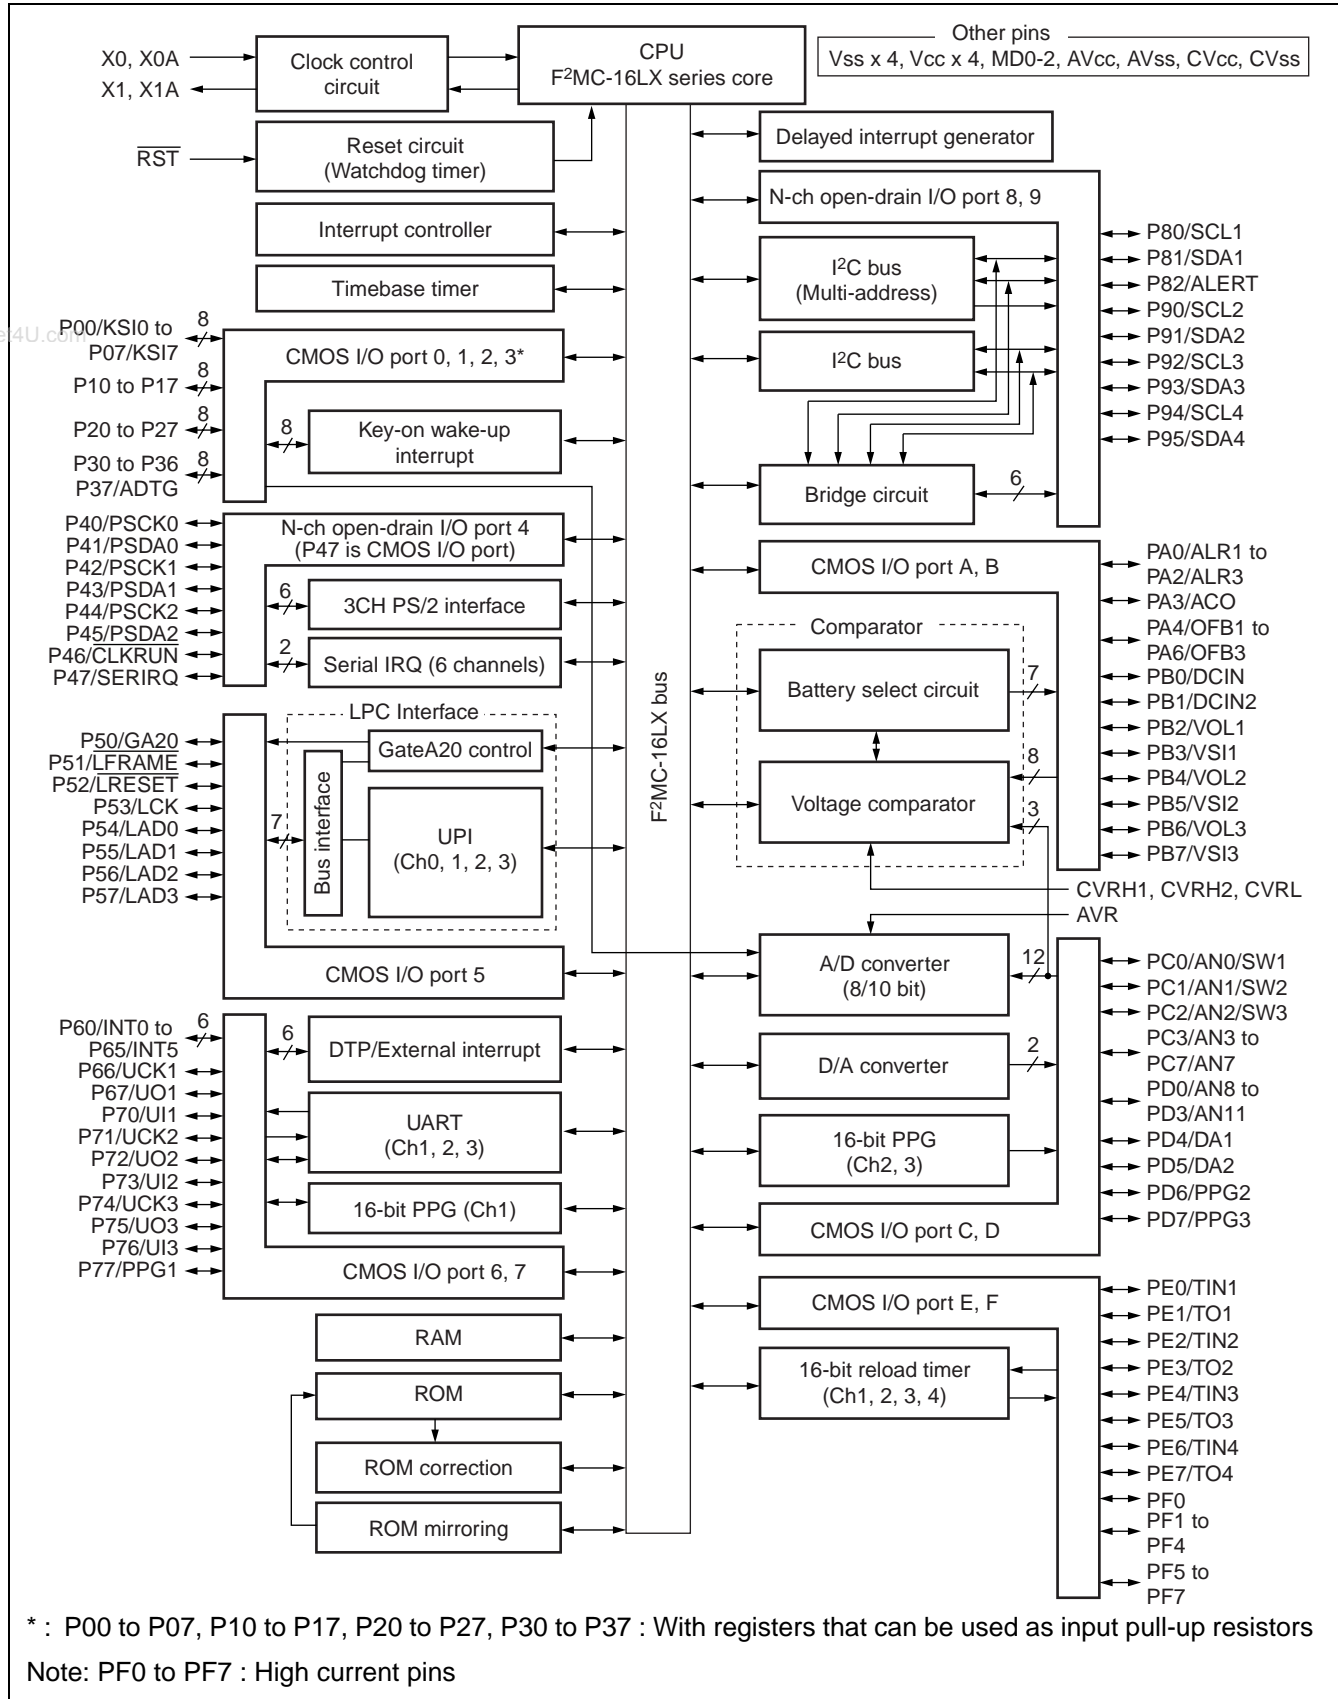 Other pins
Vss x 4, Vcc x 4, MD0-2, AVcc, AVss, CVcc, CVss
CPU
F²MC-16LX series core
X0, X0A
X1, X1A
Clock control
circuit
RST
Reset circuit
(Watchdog timer)
Interrupt controller
Timebase timer
et4U.com
P00/KSI0 to
P07/KSI7
8
P10 to P17
8
P20 to P27
8
P30 to P36
P37/ADTG
8
CMOS I/O port 0, 1, 2, 3*
8
Key-on wake-up
interrupt
P40/PSCK0
P41/PSDA0
P42/PSCK1
P43/PSDA1
P44/PSCK2
P45/PSDA2
P46/CLKRUN
P47/SERIRQ
N-ch open-drain I/O port 4
(P47 is CMOS I/O port)
6
3CH PS/2 interface
2
Serial IRQ (6 channels)
P50/GA20
P51/LFRAME
P52/LRESET
P53/LCK
P54/LAD0
P55/LAD1
P56/LAD2
P57/LAD3
LPC Interface
GateA20 control
7
Bus interface
UPI
(Ch0, 1, 2, 3)
CMOS I/O port 5
P60/INT0 to
P65/INT5
6
P66/UCK1
P67/UO1
P70/UI1
P71/UCK2
P72/UO2
P73/UI2
P74/UCK3
P75/UO3
P76/UI3
P77/PPG1
6
DTP/External interrupt
UART
(Ch1, 2, 3)
16-bit PPG (Ch1)
CMOS I/O port 6, 7
RAM
ROM
ROM correction
ROM mirroring
F²MC-16LX bus
Delayed interrupt generator
N-ch open-drain I/O port 8, 9
I²C bus
(Multi-address)
I²C bus
Bridge circuit
6
P80/SCL1
P81/SDA1
P82/ALERT
P90/SCL2
P91/SDA2
P92/SCL3
P93/SDA3
P94/SCL4
P95/SDA4
CMOS I/O port A, B
Comparator
Battery select circuit
7
Voltage comparator
8
3
PA0/ALR1 to
PA2/ALR3
PA3/ACO
PA4/OFB1 to
PA6/OFB3
PB0/DCIN
PB1/DCIN2
PB2/VOL1
PB3/VSI1
PB4/VOL2
PB5/VSI2
PB6/VOL3
PB7/VSI3
CVRH1, CVRH2, CVRL
AVR
A/D converter
(8/10 bit)
12
D/A converter
2
16-bit PPG
(Ch2, 3)
CMOS I/O port C, D
PC0/AN0/SW1
PC1/AN1/SW2
PC2/AN2/SW3
PC3/AN3 to
PC7/AN7
PD0/AN8 to
PD3/AN11
PD4/DA1
PD5/DA2
PD6/PPG2
PD7/PPG3
CMOS I/O port E, F
16-bit reload timer
(Ch1, 2, 3, 4)
PE0/TIN1
PE1/TO1
PE2/TIN2
PE3/TO2
PE4/TIN3
PE5/TO3
PE6/TIN4
PE7/TO4
PF0
PF1 to
PF4
PF5 to
PF7
* : P00 to P07, P10 to P17, P20 to P27, P30 to P37 : With registers that can be used as input pull-up resistors
Note: PF0 to PF7 : High current pins